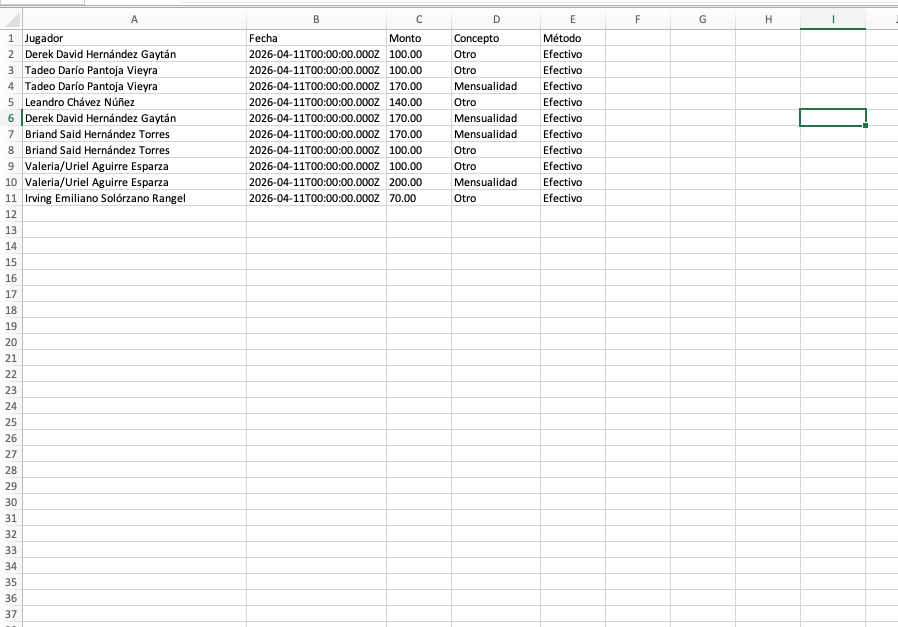 A B C D E F G H I
1 Jugador Fecha Monto Concepto Método
2 Derek David Hernández Gaytán 2026-04-11T00:00:00.000Z 100.00 Otro Efectivo
3 Tadeo Darío Pantoja Vieyra 2026-04-11T00:00:00.000Z 100.00 Otro Efectivo
4 Tadeo Darío Pantoja Vieyra 2026-04-11T00:00:00.000Z 170.00 Mensualidad Efectivo
5 Leandro Chávez Núñez 2026-04-11T00:00:00.000Z 140.00 Otro Efectivo
6 Derek David Hernández Gaytán 2026-04-11T00:00:00.000Z 170.00 Mensualidad Efectivo
7 Briand Said Hernández Torres 2026-04-11T00:00:00.000Z 170.00 Mensualidad Efectivo
8 Briand Said Hernández Torres 2026-04-11T00:00:00.000Z 100.00 Otro Efectivo
9 Valeria/Uriel Aguirre Esparza 2026-04-11T00:00:00.000Z 100.00 Otro Efectivo
10 Valeria/Uriel Aguirre Esparza 2026-04-11T00:00:00.000Z 200.00 Mensualidad Efectivo
11 Irving Emiliano Solórzano Rangel 2026-04-11T00:00:00.000Z 70.00 Otro Efectivo
12
13
14
15
16
17
18
19
20
21
22
23
24
25
26
27
28
29
30
31
32
33
34
35
36
37